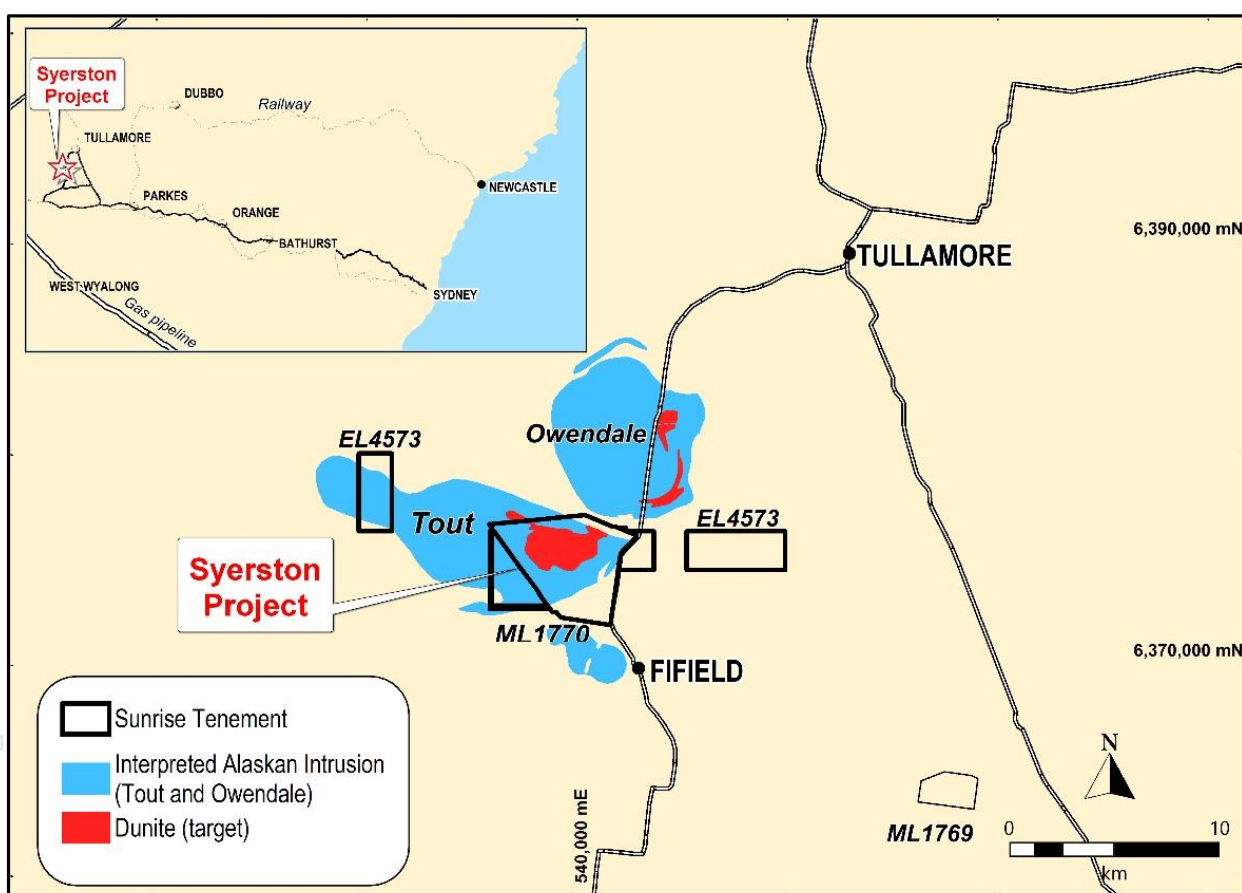 Syerston
Project
DUBBO
Railway
TULLAMORE
NEWCASTLE
PARKES
ORANGE
BATHURST
WEST WYALONG
SYDNEY
Gas pipeline
6,390,000 mN
TULLAMORE
Owendale
EL4573
Tout
EL4573
Syerston
Project
ML1770
6,370,000 mN
FIFIELD
Sunrise Tenement
Interpreted Alaskan Intrusion
(Tout and Owendale)
Dunite (target)
540,000 mE
N
ML1769
0 10
km